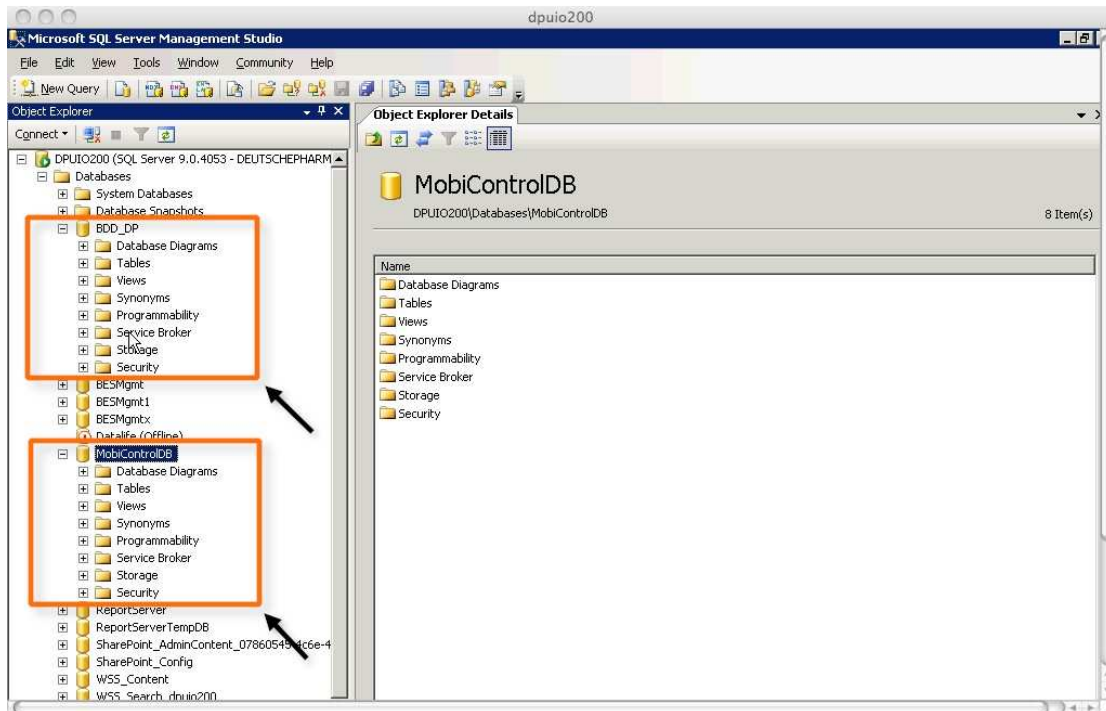 dpuio200
Microsoft SQL Server Management Studio
File Edit View Tools Window Community Help
New Query
Object Explorer
Connect
DPUIO200 (SQL Server 9.0.4053 - DEUTSCHEPHARM
Databases
System Databases
Database Snapshots
BDD_DP
Database Diagrams
Tables
Views
Synonyms
Programmability
Service Broker
Storage
Security
BESMgmt
BESMgmt1
BESMgmtx
Datalife (Offline)
MobiControlDB
Database Diagrams
Tables
Views
Synonyms
Programmability
Service Broker
Storage
Security
ReportServer
ReportServerTempDB
SharePoint_Config
WSS_Content
WSS_Search_dpuio200
Object Explorer Details
MobiControlDB
DPUIO200\Databases\MobiControlDB
8 Item(s)
Name
Database Diagrams
Tables
Views
Synonyms
Programmability
Service Broker
Storage
Security